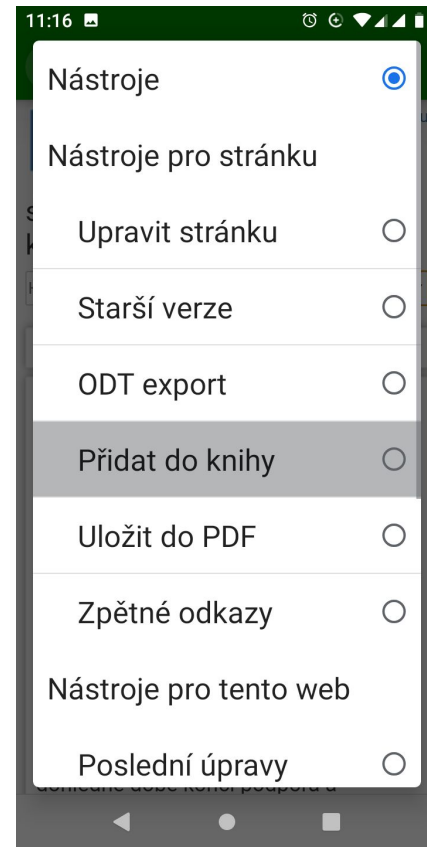 11:16
Nástroje
Nástroje pro stránku
Upravit stránku
Starší verze
ODT export
Přidat do knihy
Uložit do PDF
Zpětné odkazy
Nástroje pro tento web
Poslední úpravy